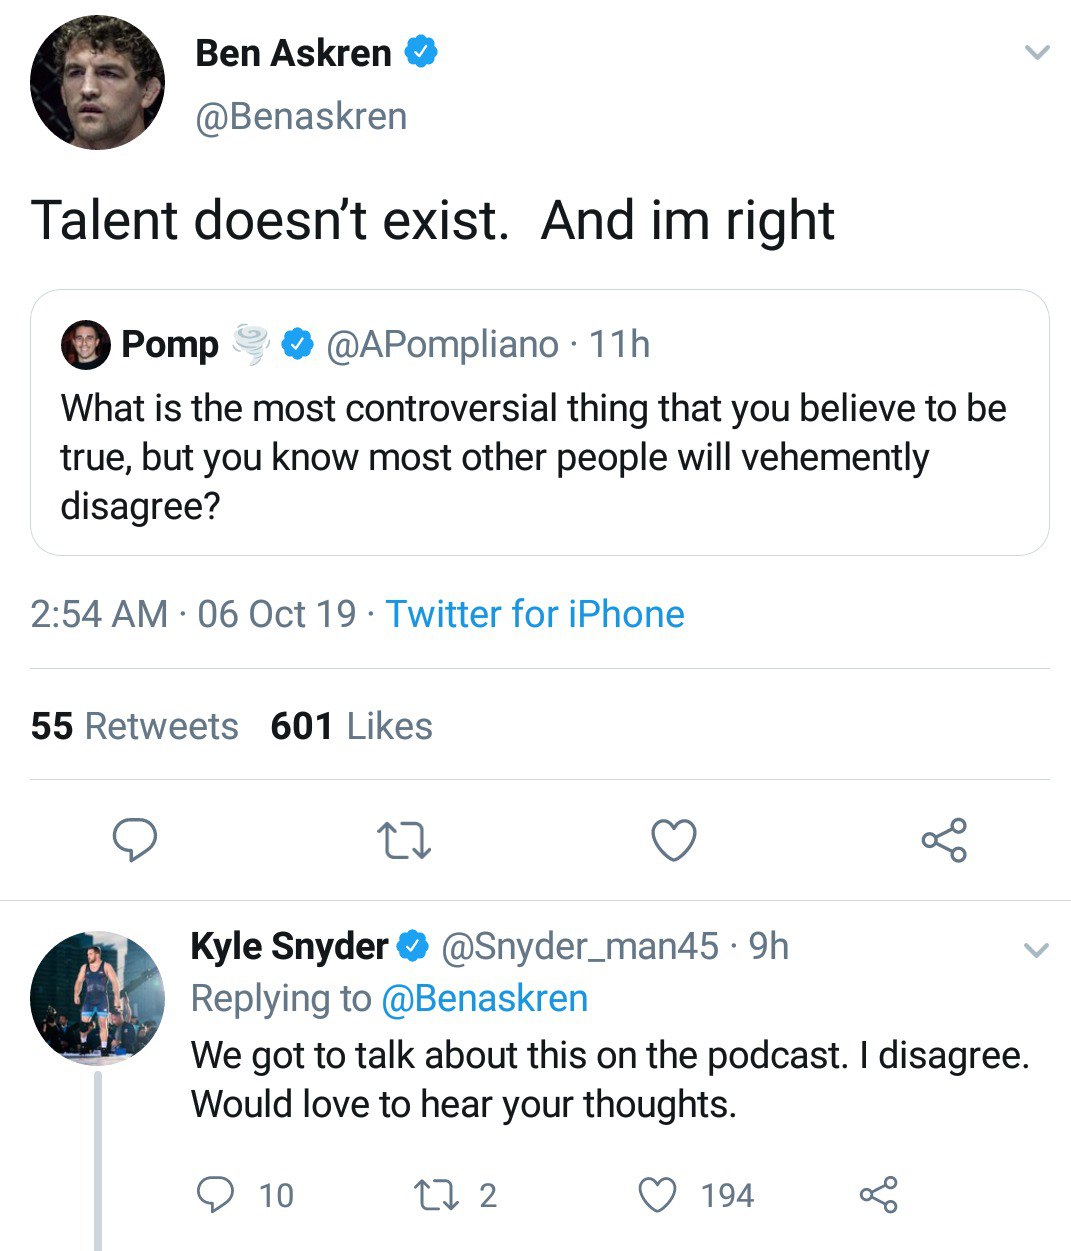 Ben Askren
@Benaskren
Talent doesn’t exist.  And im right
Pomp 🌪 @APompliano · 11h
What is the most controversial thing that you believe to be
true, but you know most other people will vehemently
disagree?
2:54 AM · 06 Oct 19 · Twitter for iPhone
55 Retweets 601 Likes
Kyle Snyder @Snyder_man45 · 9h
Replying to @Benaskren
We got to talk about this on the podcast. I disagree.
Would love to hear your thoughts.
10 2 194